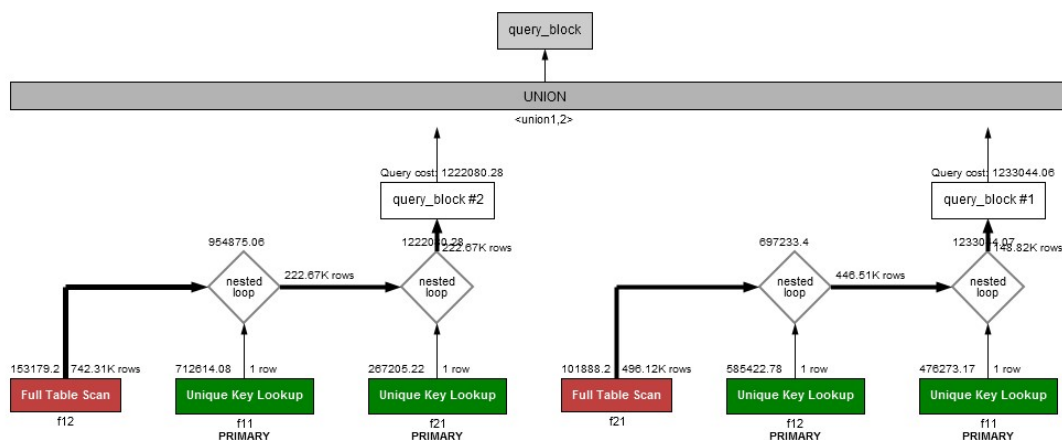 query_block
UNION
<union1,2>
Query cost: 1222080.28
Query cost: 1233044.06
query_block #2
query_block #1
954875.06
1222080.28
222.67K rows
697233.4
1233044.07
148.82K rows
nested loop
222.67K rows
nested loop
nested loop
446.51K rows
nested loop
153179.2
742.31K rows
712614.08
1 row
267205.22
1 row
101888.2
496.12K rows
585422.78
1 row
476273.17
1 row
Full Table Scan
Unique Key Lookup
Unique Key Lookup
Full Table Scan
Unique Key Lookup
Unique Key Lookup
f12
f11
f21
f21
f12
f11
PRIMARY
PRIMARY
PRIMARY
PRIMARY